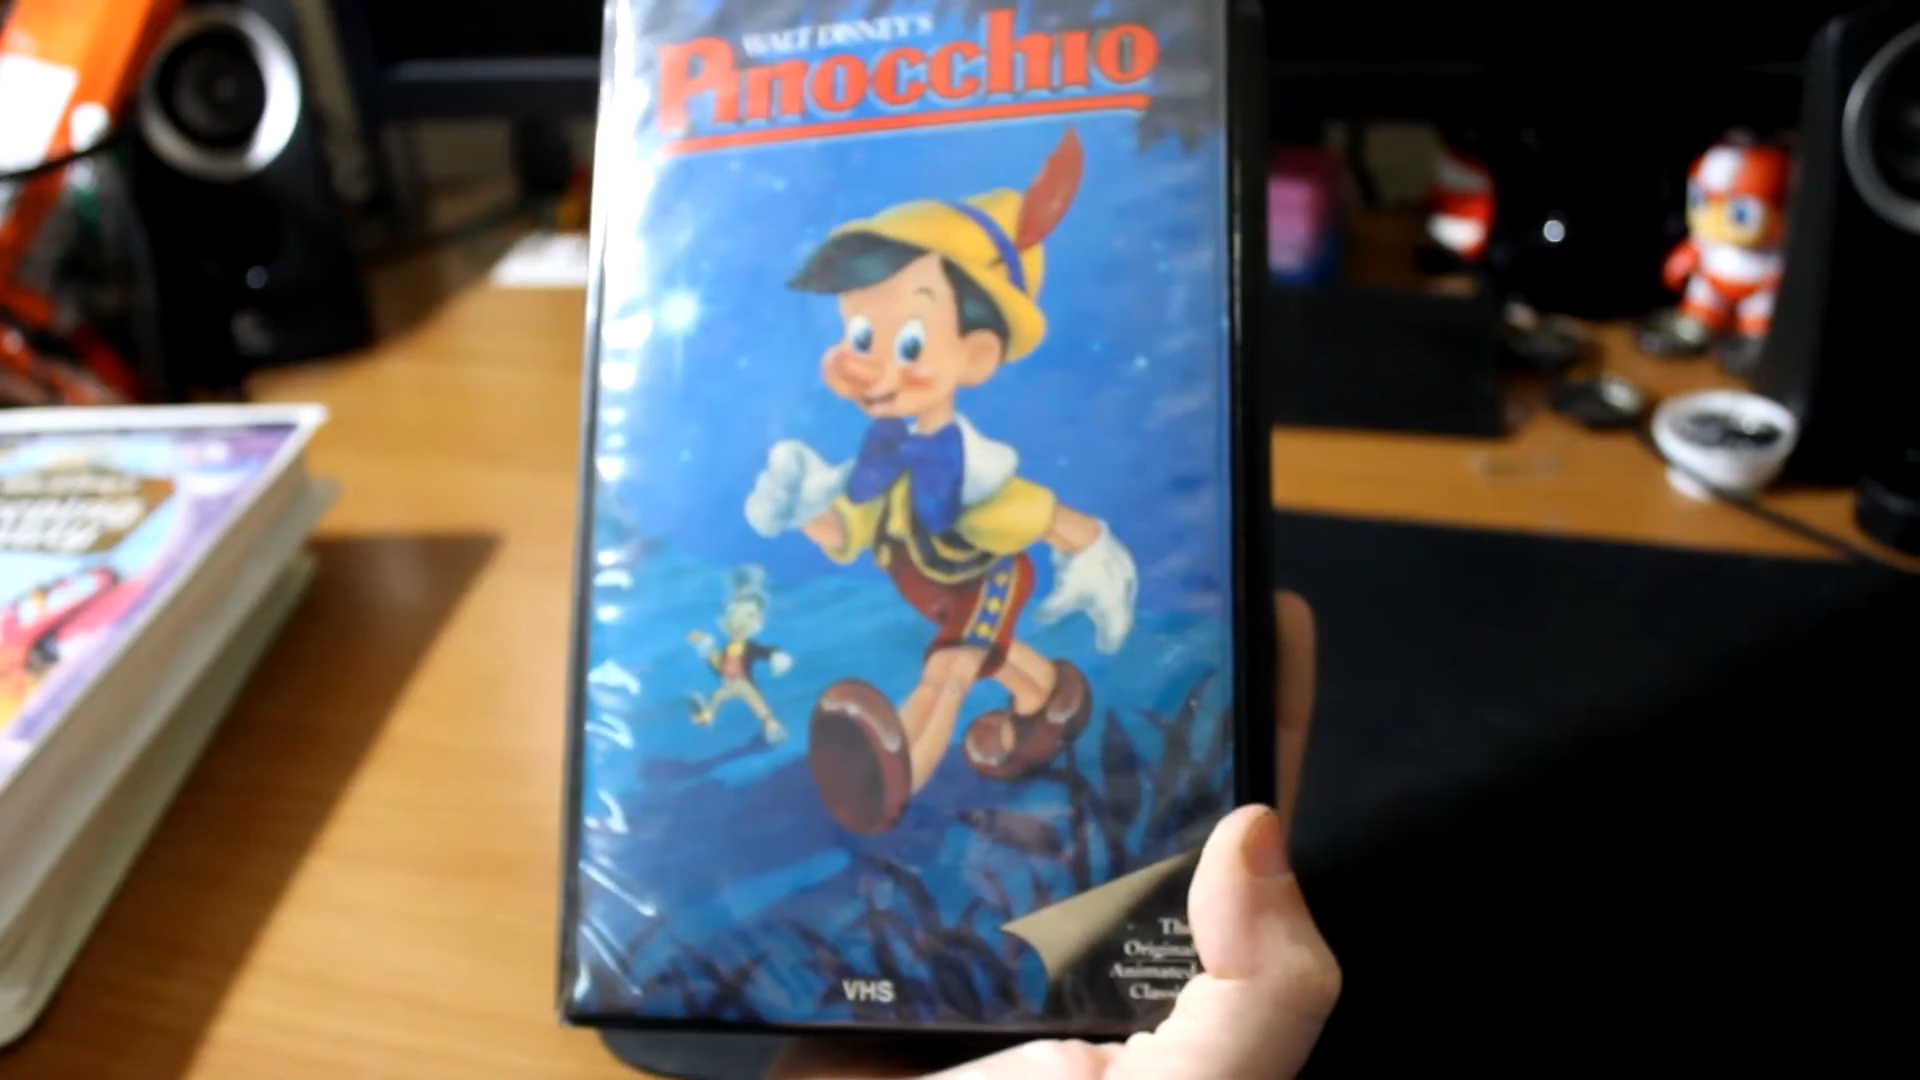 WALT DISNEY'S
Pinocchio
VHS
The
Original
Animated
Classic